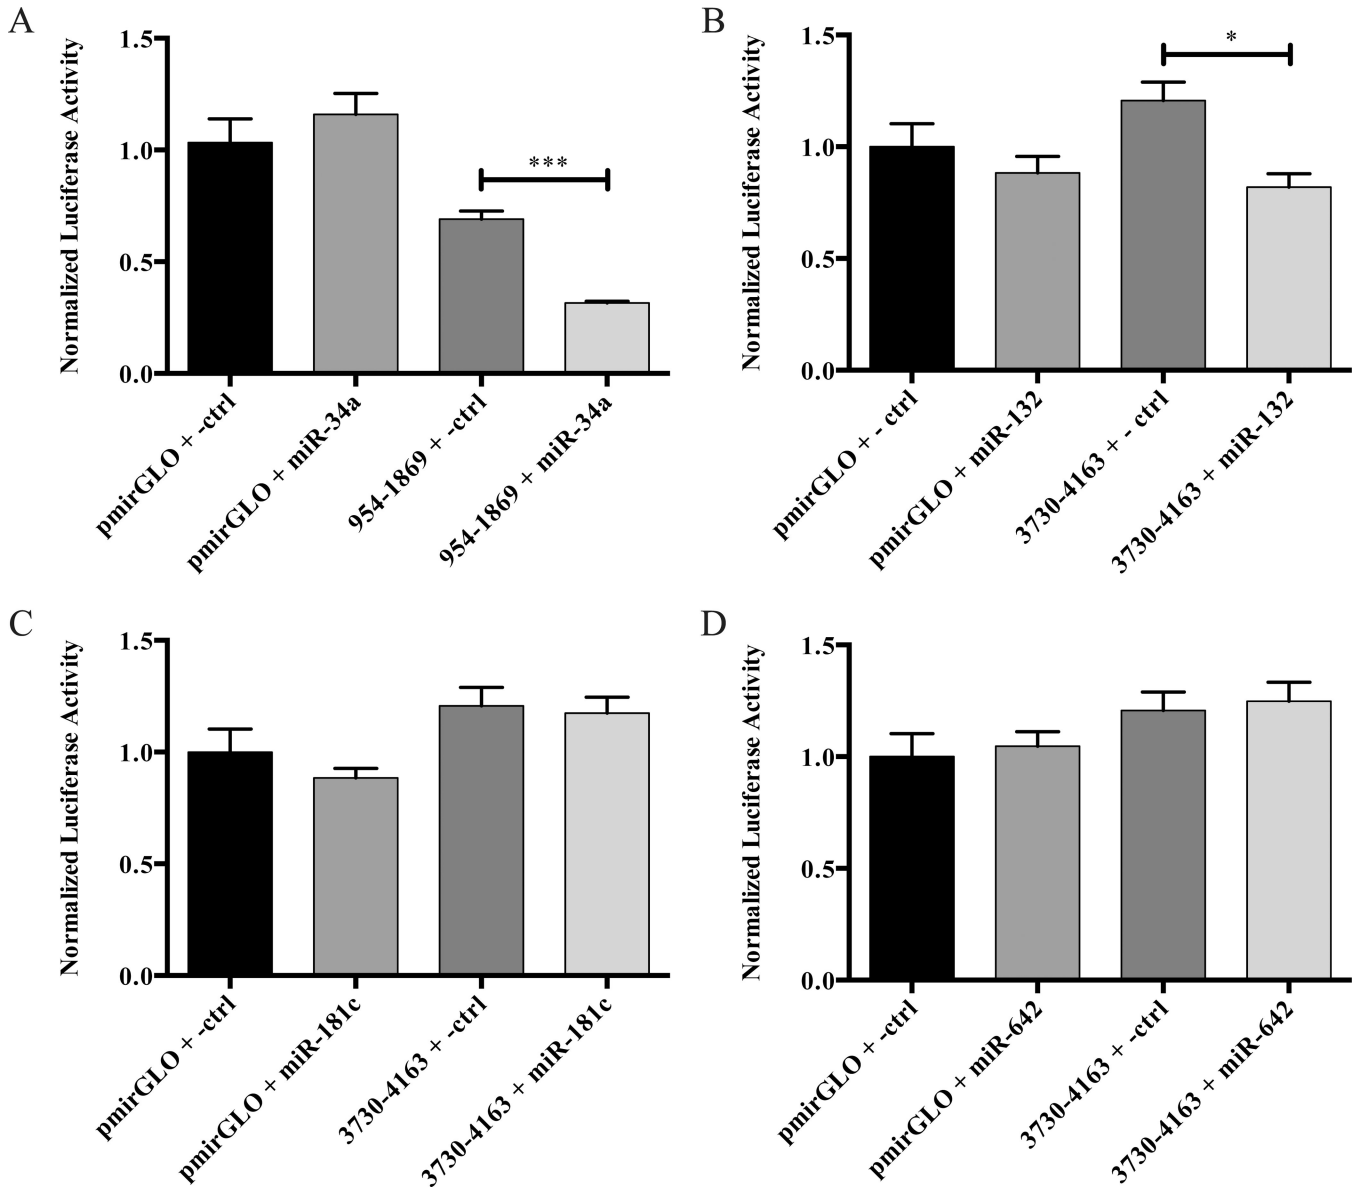 A
Normalized Luciferase Activity
1.5
1.0
0.5
0.0
***
pmirGLO + -ctrl
pmirGLO + miR-34a
954-1869 + -ctrl
954-1869 + miR-34a
B
Normalized Luciferase Activity
1.5
1.0
0.5
0.0
*
pmirGLO + - ctrl
pmirGLO + miR-132
3730-4163 + - ctrl
3730-4163 + miR-132
C
Normalized Luciferase Activity
1.5
1.0
0.5
0.0
pmirGLO + -ctrl
pmirGLO + miR-181c
3730-4163 + -ctrl
3730-4163 + miR-181c
D
Normalized Luciferase Activity
1.5
1.0
0.5
0.0
pmirGLO + -ctrl
pmirGLO + miR-642
3730-4163 + -ctrl
3730-4163 + miR-642